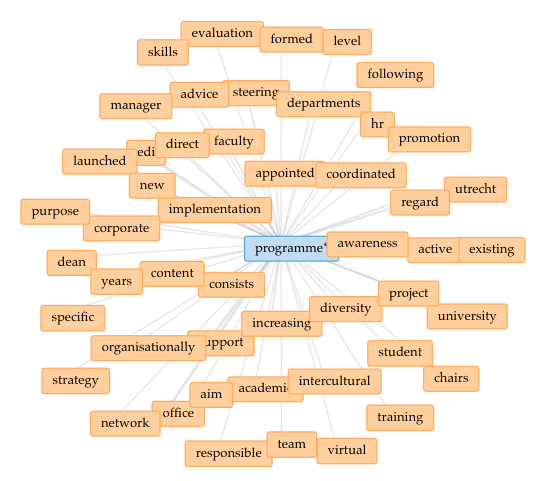 evaluation
formed
level
skills
following
advice
steering
departments
manager
hr
promotion
direct
faculty
edi
launched
appointed
coordinated
new
utrecht
regard
purpose
implementation
corporate
programme*
awareness
active
existing
dean
years
content
consists
project
diversity
specific
increasing
university
organisationally
support
student
strategy
academic
intercultural
chairs
aim
office
network
training
responsible
team
virtual